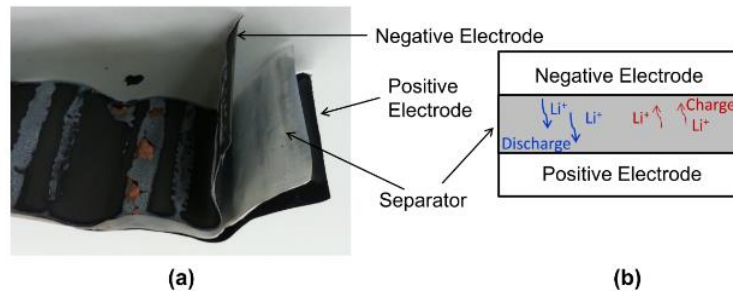 Negative Electrode
Positive
Electrode
Separator
Negative Electrode
Li⁺
Li⁺
Discharge
Charge
Li⁺
Li⁺
Positive Electrode
(a)
(b)